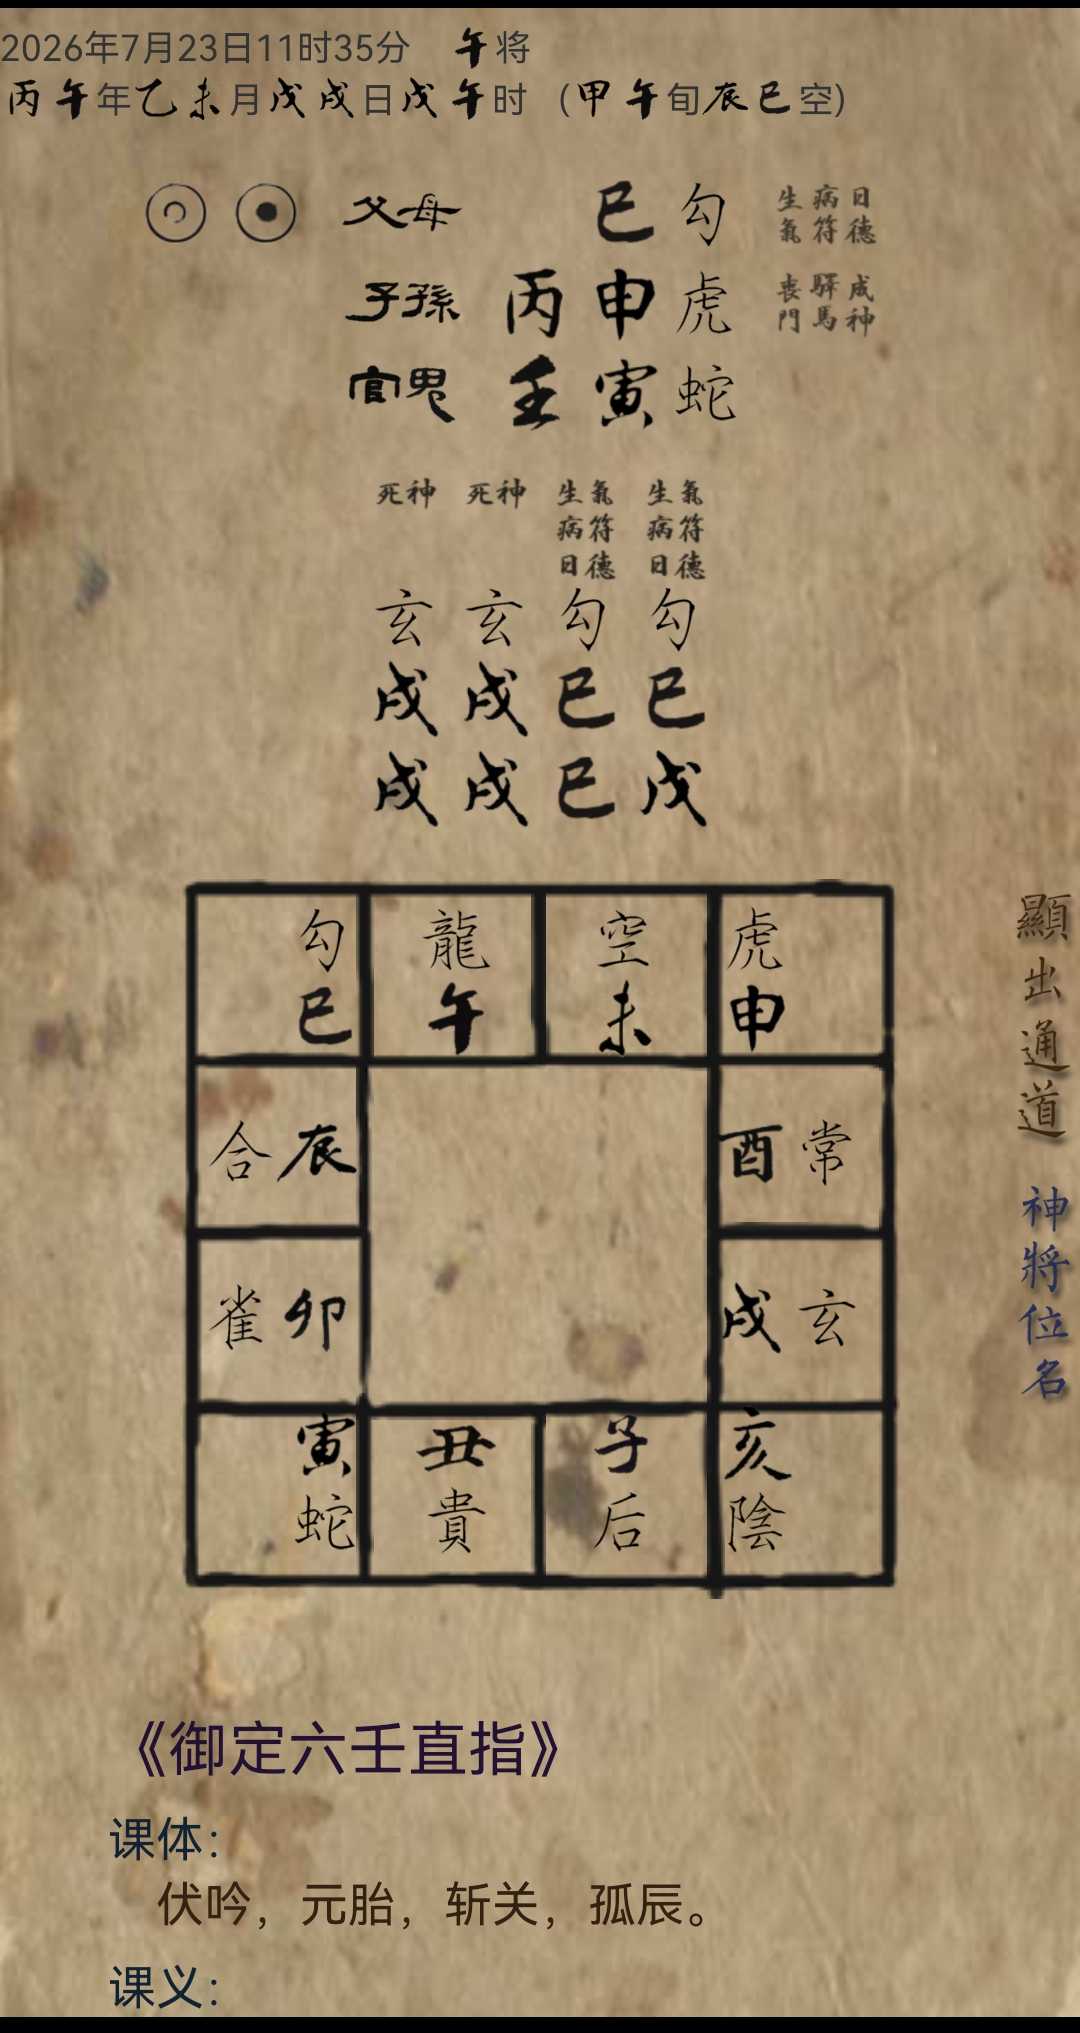 2026年7月23日11时35分 午将
丙午年乙未月戊戌日戊午时 (甲午旬辰巳空)
父母 巳勾 生氣 病符 日德
子孫 丙申虎 喪門 驛馬 成神
官鬼 壬寅蛇
死神 死神 生氣 生氣
病符 病符
日德 日德
玄 玄 勾 勾
戌 戌 巳 巳
戌 戌 巳 戊
勾 龍 空 虎
巳 午 未 申
合辰 酉常
雀卯 戌玄
寅 丑 子 亥
蛇 貴 后 陰
顯出通道
神將位名
《御定六壬直指》
课体:
伏吟，元胎，斩关，孤辰。
课义: